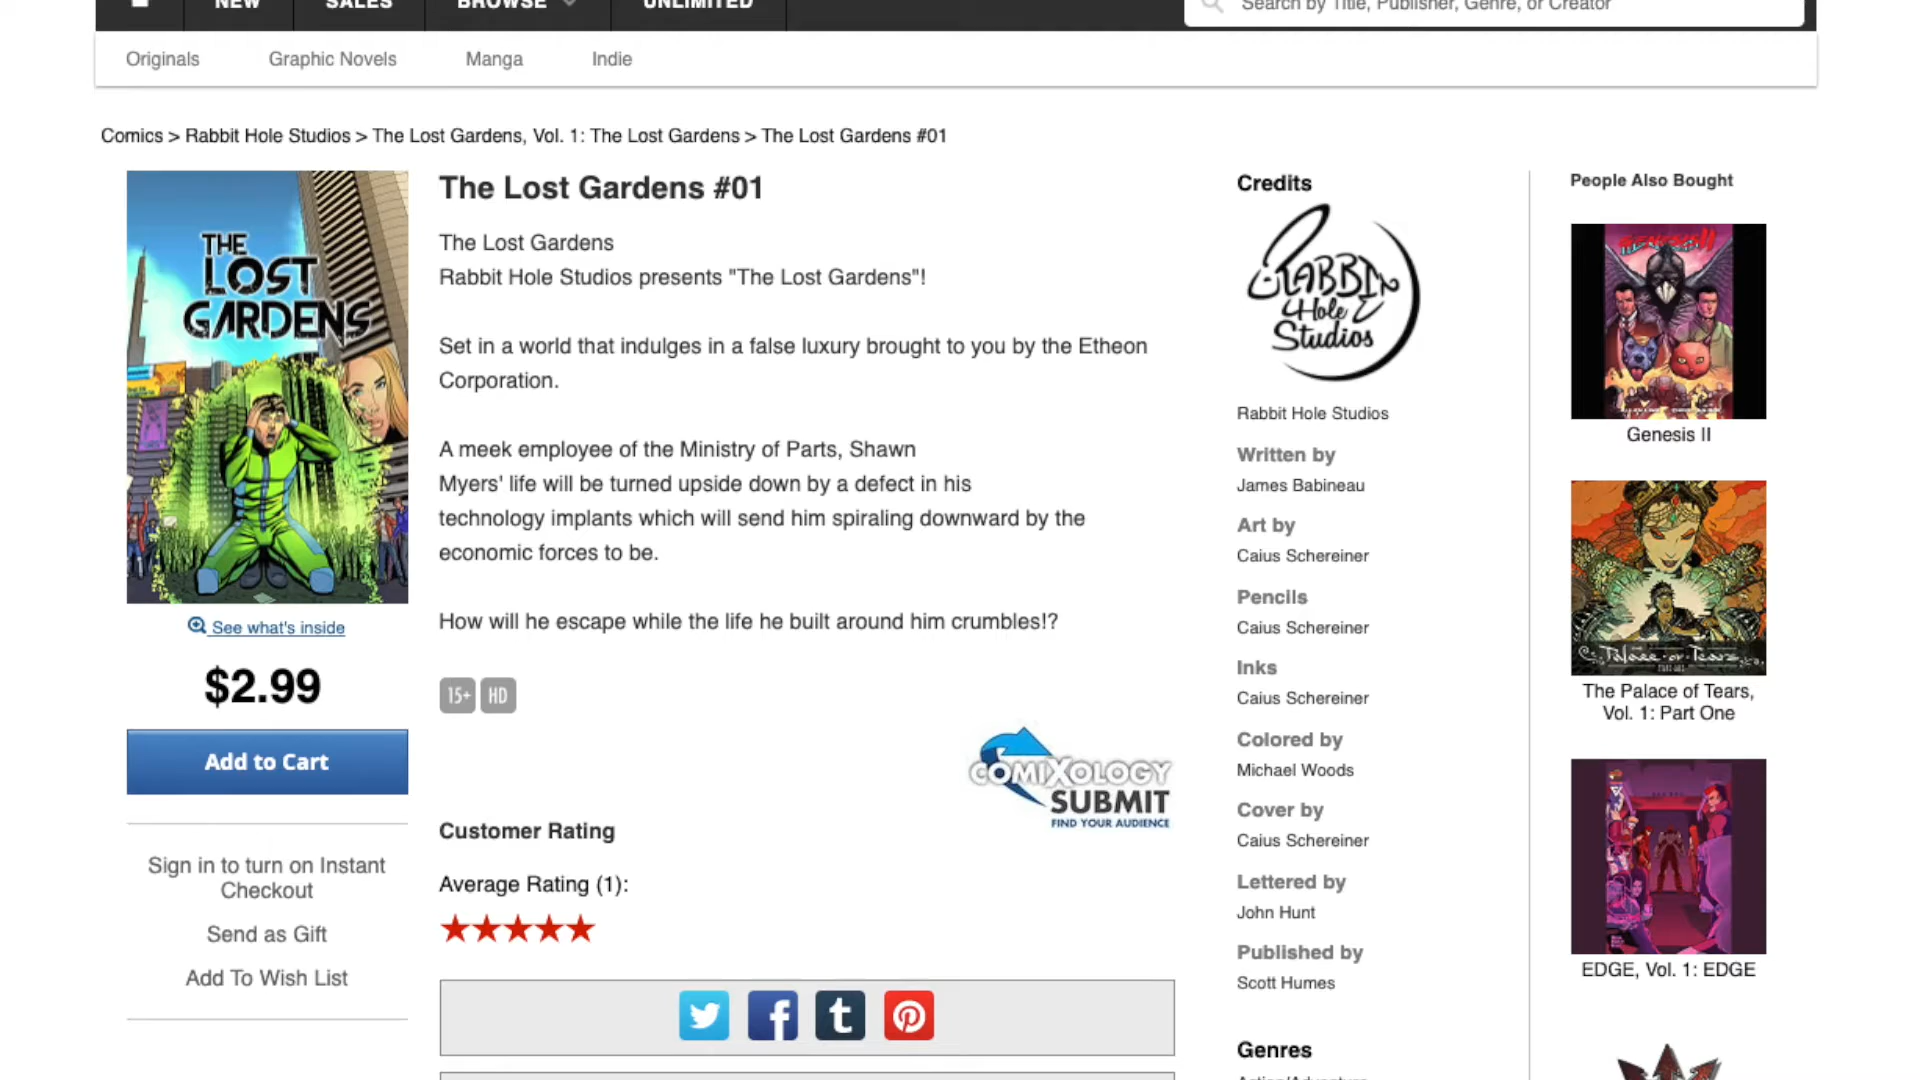 NEW
SALES
BROWSE
UNLIMITED
Search by Title, Publisher, Genre, or Creator
Originals
Graphic Novels
Manga
Indie
Comics > Rabbit Hole Studios > The Lost Gardens, Vol. 1: The Lost Gardens > The Lost Gardens #01
THE
LOST
GARDENS
See what's inside
$2.99
Add to Cart
Sign in to turn on Instant
Checkout
Send as Gift
Add To Wish List
The Lost Gardens #01
The Lost Gardens
Rabbit Hole Studios presents "The Lost Gardens"!
Set in a world that indulges in a false luxury brought to you by the Etheon
Corporation.
A meek employee of the Ministry of Parts, Shawn
Myers' life will be turned upside down by a defect in his
technology implants which will send him spiraling downward by the
economic forces to be.
How will he escape while the life he built around him crumbles!?
15+ HD
COMIXOLOGY
SUBMIT
FIND YOUR AUDIENCE
Customer Rating
Average Rating (1):
Credits
RABBIT
Hole
Studios
Rabbit Hole Studios
Written by
James Babineau
Art by
Caius Schereiner
Pencils
Caius Schereiner
Inks
Caius Schereiner
Colored by
Michael Woods
Cover by
Caius Schereiner
Lettered by
John Hunt
Published by
Scott Humes
Genres
Action/Adventure
People Also Bought
GENESIS II
Genesis II
The Palace of Tears
The Palace of Tears,
Vol. 1: Part One
EDGE, Vol. 1: EDGE